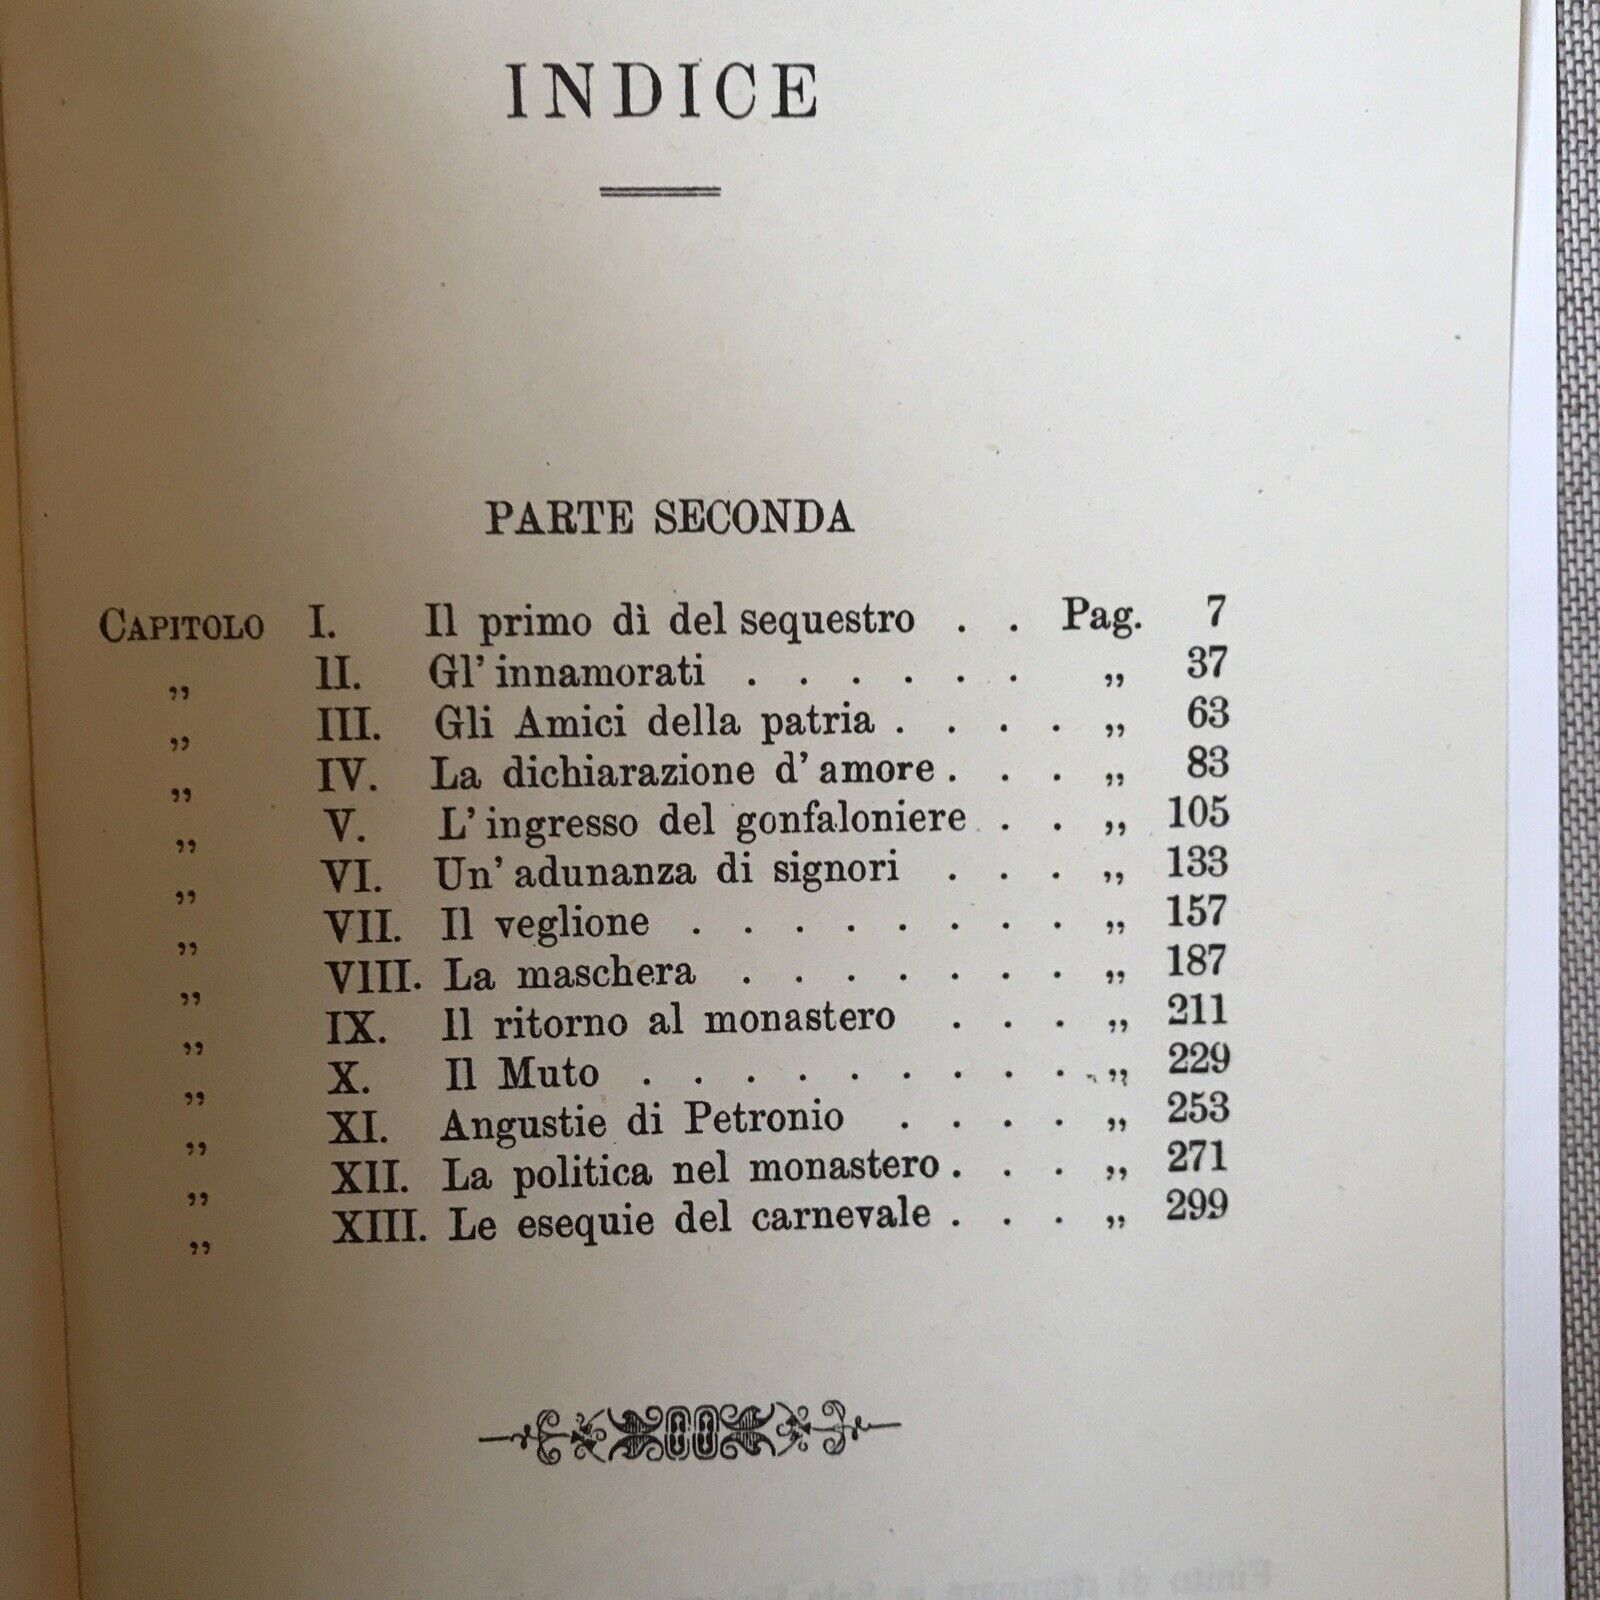 INDICE
PARTE SECONDA
CAPITOLO I. Il primo dì del sequestro . . Pag. 7
„ II. Gl' innamorati . . . . . . „ 37
„ III. Gli Amici della patria . . . . „ 63
„ IV. La dichiarazione d' amore . . . „ 83
„ V. L' ingresso del gonfaloniere . . „ 105
„ VI. Un' adunanza di signori . . . „ 133
„ VII. Il veglione . . . . . . . . „ 157
„ VIII. La maschera . . . . . . . „ 187
„ IX. Il ritorno al monastero . . . „ 211
„ X. Il Muto . . . . . . . . . „ 229
„ XI. Angustie di Petronio . . . . „ 253
„ XII. La politica nel monastero . . . „ 271
„ XIII. Le esequie del carnevale . . . „ 299